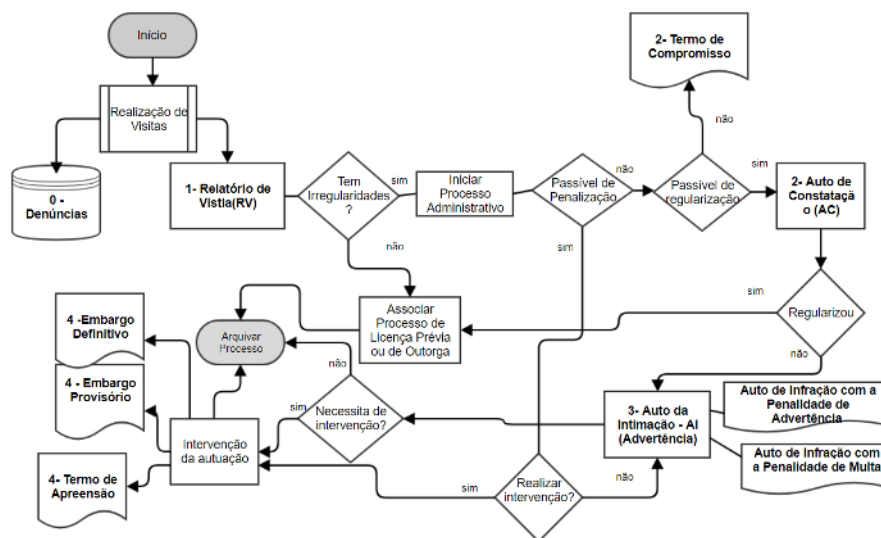 Início
Realização de
Visitas
0 -
Denúncias
1- Relatório de
Vistia(RV)
Tem
Irregularidades
?
sim
não
Iniciar
Processo
Administrativo
Passível de
Penalização
não
sim
Passível de
regularização
não
sim
2- Termo de
Compromisso
2- Auto de
Constataçã
o (AC)
Regularizou
sim
não
Associar
Processo de
Licença Prévia
ou de Outorga
Arquivar
Processo
4 -Embargo
Definitivo
4 - Embargo
Provisório
4- Termo de
Apreensão
Intervenção
da autuação
Necessita de
intervenção?
não
sim
3- Auto da
Intimação - AI
(Advertência)
Auto de Infração com a
Penalidade de
Advertência
Auto de Infração com
a Penalidade de Multa
Realizar
intervenção?
sim
não